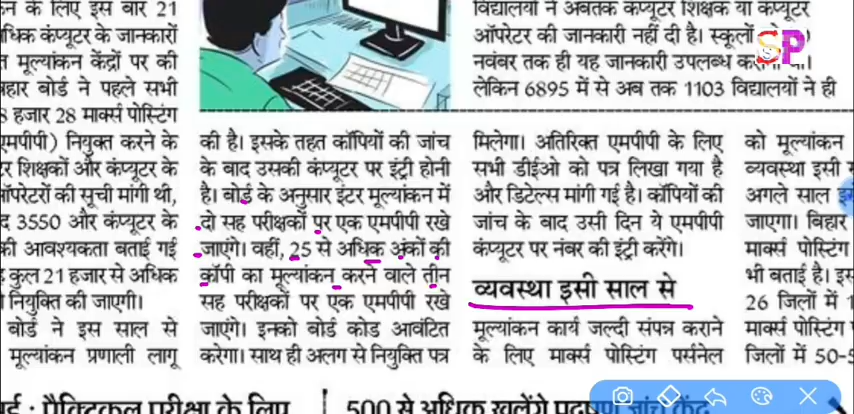 के लिए इस बार 21
धिक कंप्यूटर के जानकारों
मूल्यांकन केंद्रों पर की
बोर्ड ने पहले सभी
हजार 28 मार्क्स पोस्टिंग
नियुक्त करने के
शिक्षकों और कंप्यूटर के
ऑपरेटरों की सूची मांगी थी,
3550 और कंप्यूटर के
की आवश्यकता बताई गई
कुल 21 हजार से अधिक
नियुक्ति की जाएगी।
बोर्ड ने इस साल से
मूल्यांकन प्रणाली लागू
की है। इसके तहत कॉपियों की जांच
के बाद उसकी कंप्यूटर पर इंट्री होनी
है। बोर्ड के अनुसार इंटर मूल्यांकन में
दो सह परीक्षकों पर एक एमपीपी रखे
जाएंगे। वहीं, 25 से अधिक अंकों की
कॉपी का मूल्यांकन करने वाले तीन
सह परीक्षकों पर एक एमपीपी रखे
जाएंगे। इनको बोर्ड कोड आवंटित
करेगा। साथ ही अलग से नियुक्ति पत्र
विद्यालयों ने अबतक कंप्यूटर शिक्षक या कंप्यूटर
ऑपरेटर की जानकारी नहीं दी है। स्कूलों
नवंबर तक ही यह जानकारी उपलब्ध
लेकिन 6895 में से अब तक 1103 विद्यालयों ने ही
SP
मिलेगा। अतिरिक्त एमपीपी के लिए
सभी डीईओ को पत्र लिखा गया है
और डिटेल्स मांगी गई है। कॉपियों की
जांच के बाद उसी दिन ये एमपीपी
कंप्यूटर पर नंबर की इंट्री करेंगे।
व्यवस्था इसी साल से
मूल्यांकन कार्य जल्दी संपन्न कराने
के लिए मार्क्स पोस्टिंग पर्सनेल
को मूल्यांकन
व्यवस्था इसी
अगले साल
जाएगा। बिहार
मार्क्स पोस्टिंग
भी बताई है।
26 जिलों में
मार्क्स पोस्टिंग
जिलों में 50-
प्रैक्टिकल परीक्षा के लिए
500 से अधिक खुलेंगे